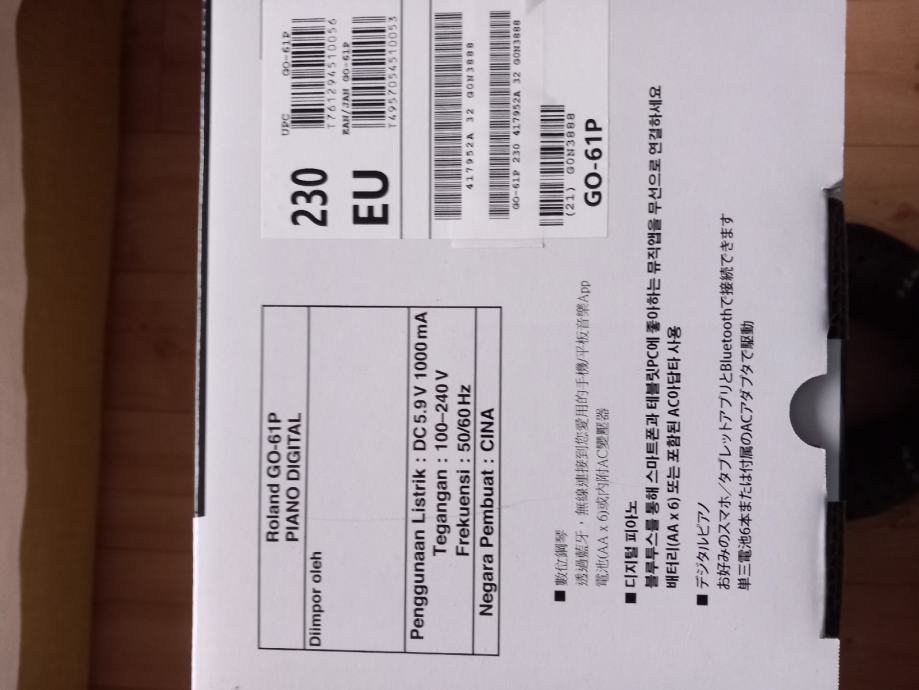 Roland GO-61P
PIANO DIGITAL
Diimpor oleh
Penggunaan Listrik : DC 5.9 V 1000 mA
Tegangan : 100–240 V
Frekuensi : 50/60 Hz
Negara Pembuat : CINA
230
EU
UPC GO-61P
T761294510056
EAN/JAN GO-61P
T4957054510053
417952A 32 G0N3888
GO-61P 230 417952A 32 G0N3888
(21) G0N3888
GO-61P
■ 數位鋼琴
透過藍牙，無線連接到您愛用的手機/平板音樂App
電池(AA x 6)或內附AC變壓器
■ 디지털 피아노
블루투스를 통해 스마트폰과 테블릿PC에 좋아하는 뮤직앱을 무선으로 연결하세요
배터리(AA x 6) 또는 포함된 AC아답타 사용
■ デジタルピアノ
お好みのスマホ／タブレットアプリとBluetoothで接続できます
単三電池6本または付属のACアダプタで駆動